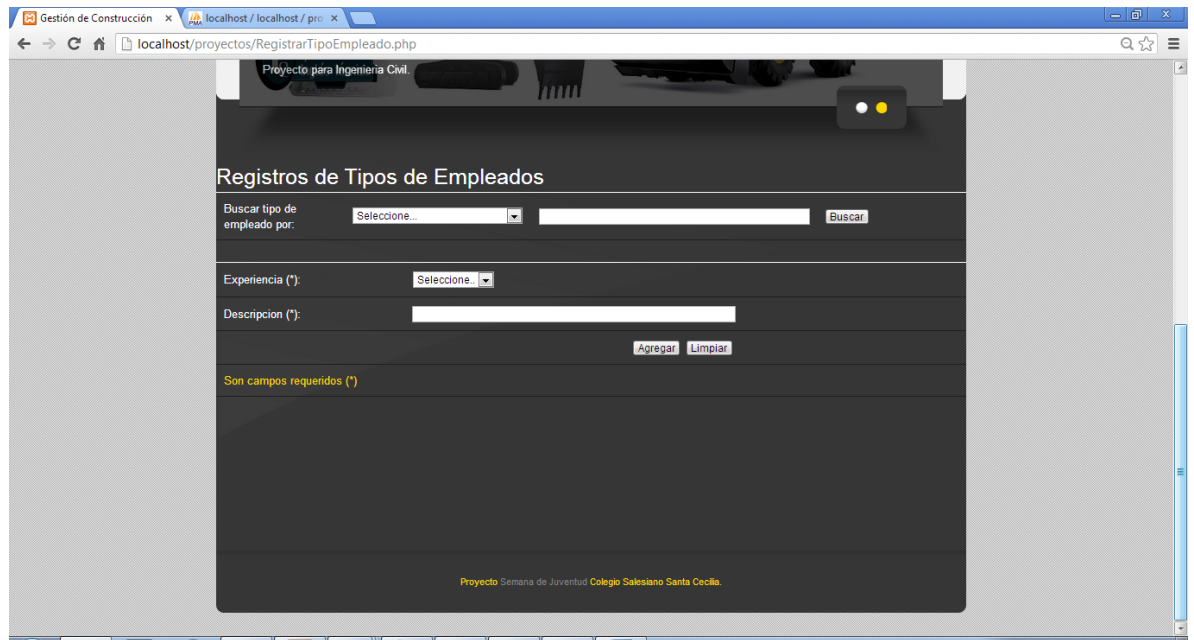 Gestión de Construcción
localhost / localhost / pro
localhost/proyectos/RegistrarTipoEmpleado.php
Proyecto para Ingenieria Civil.
Registros de Tipos de Empleados
Buscar tipo de
empleado por:
Seleccione...
Buscar
Experiencia (*):
Seleccione..
Descripcion (*):
Agregar Limpiar
Son campos requeridos (*)
Proyecto Semana de Juventud Colegio Salesiano Santa Cecilia.